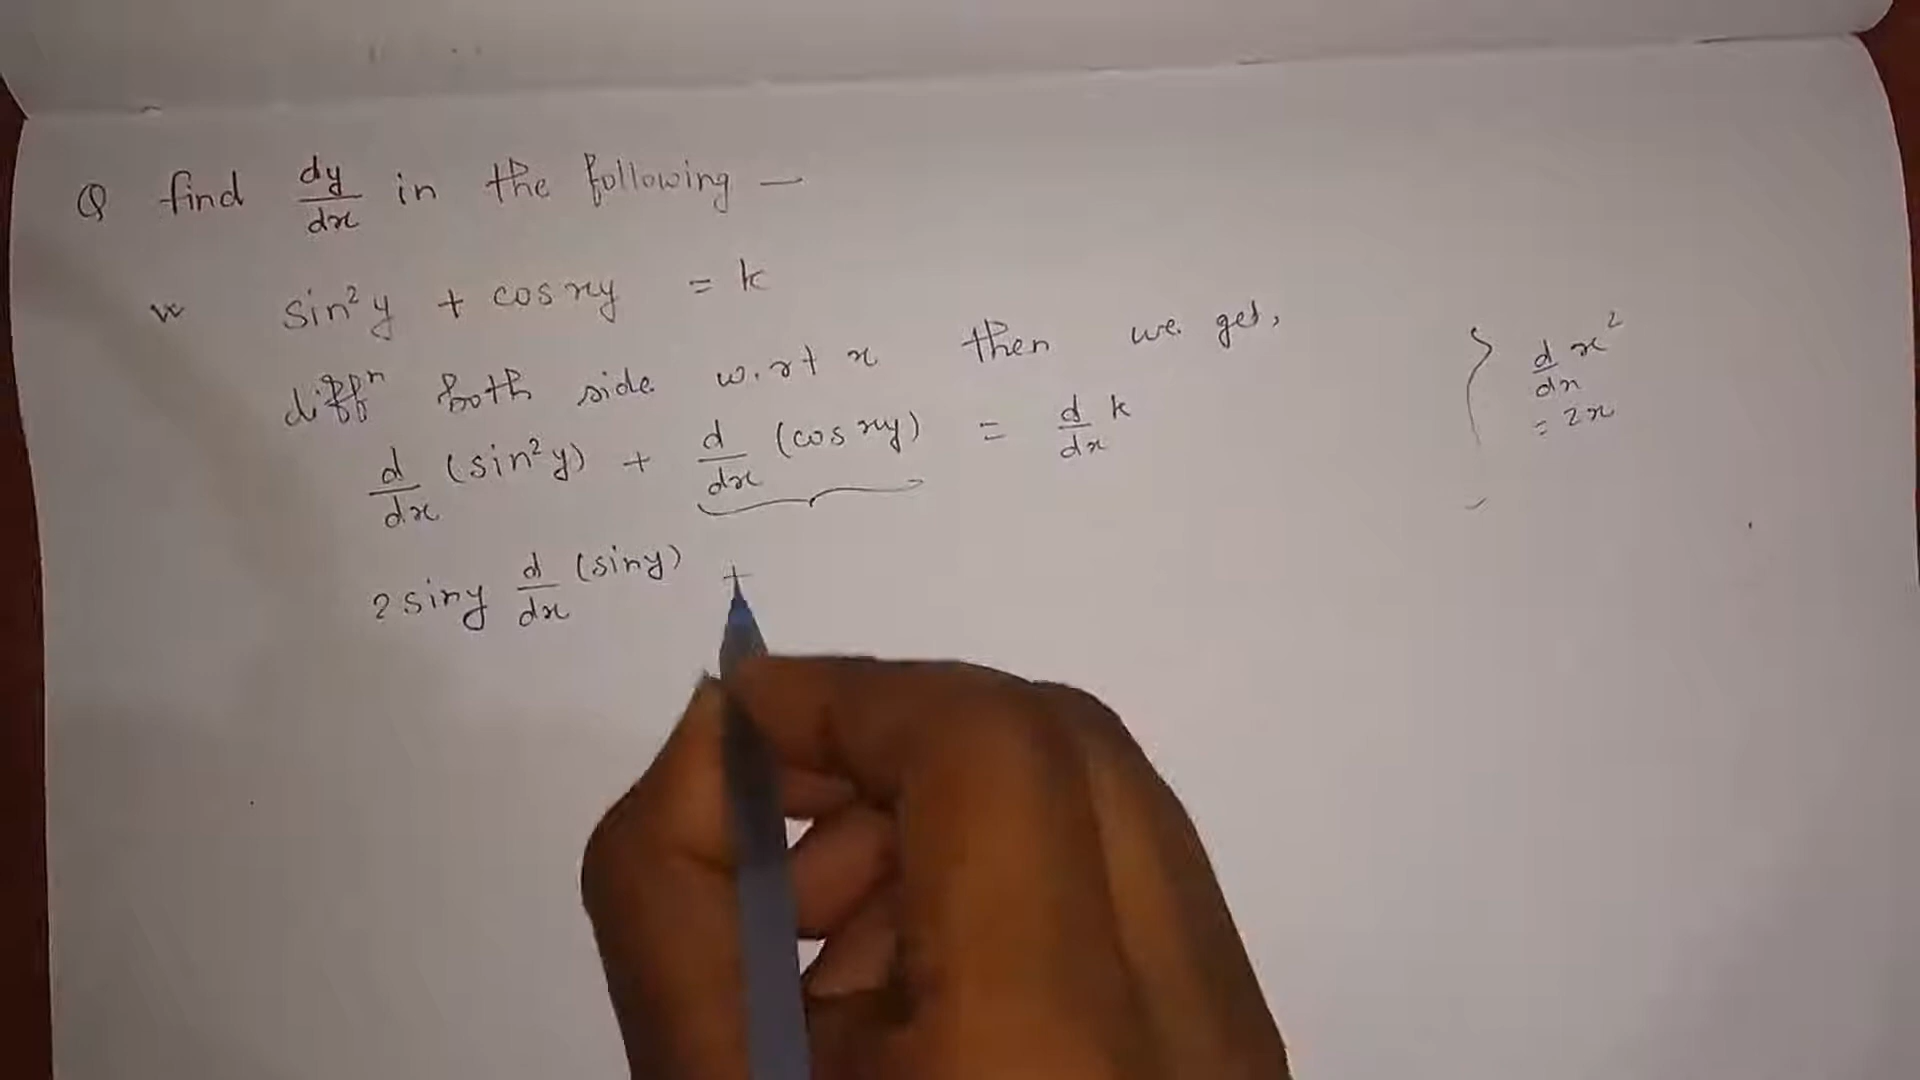 Q find dy/dx in the following —
sin²y + cos xy = k
diffⁿ both side w.r.t x then we get,
d/dx (sin²y) + d/dx (cos xy) = d/dx k
2 siny d/dx (siny) +
d/dx x²
= 2x